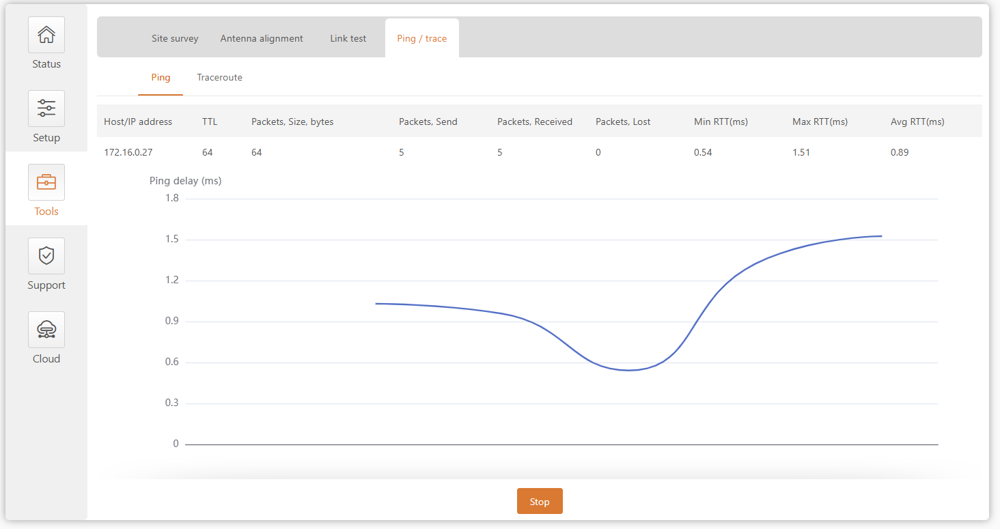 Status
Setup
Tools
Support
Cloud
Site survey Antenna alignment Link test Ping / trace
Ping Traceroute
Host/IP address TTL Packets, Size, bytes Packets, Send Packets, Received Packets, Lost Min RTT(ms) Max RTT(ms) Avg RTT(ms)
172.16.0.27 64 64 5 5 0 0.54 1.51 0.89
Ping delay (ms)
1.8
1.5
1.2
0.9
0.6
0.3
0
Stop